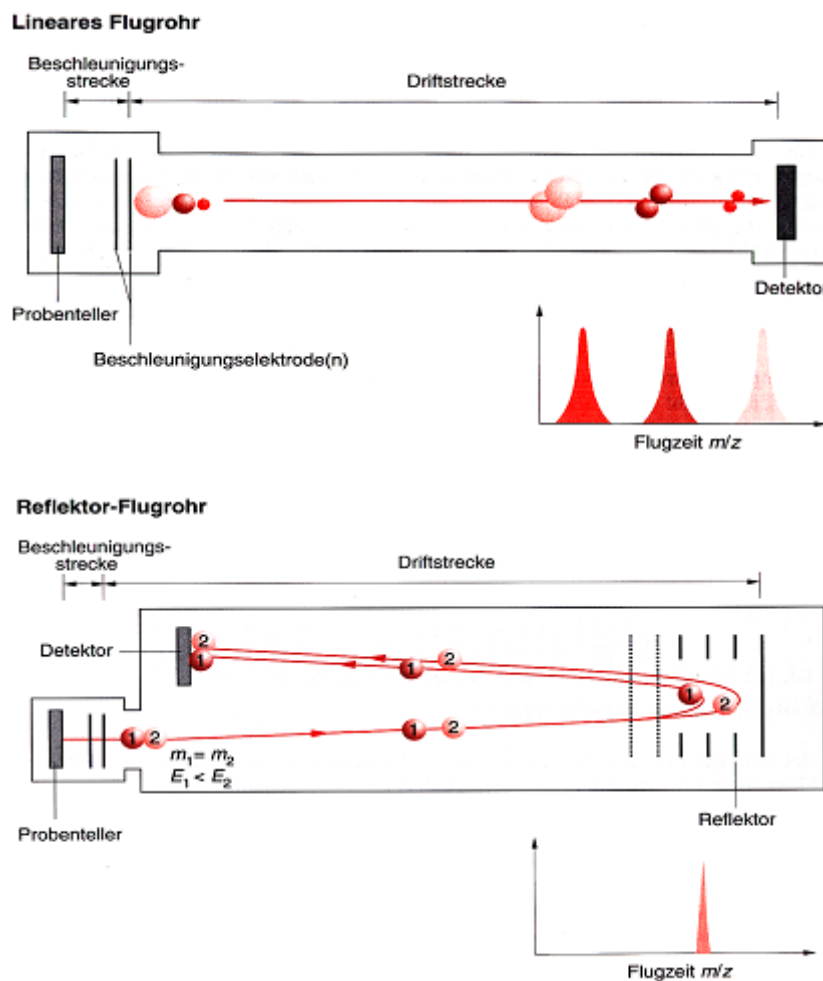 Lineares Flugrohr
Beschleunigungs-
strecke
Driftstrecke
Probenteller
Detektor
Beschleunigungselektrode(n)
Flugzeit m/z
Reflektor-Flugrohr
Beschleunigungs-
strecke
Driftstrecke
Detektor
2
1
1
2
1
2
1
2
1
2
m₁ = m₂
E₁ < E₂
Probenteller
Reflektor
Flugzeit m/z